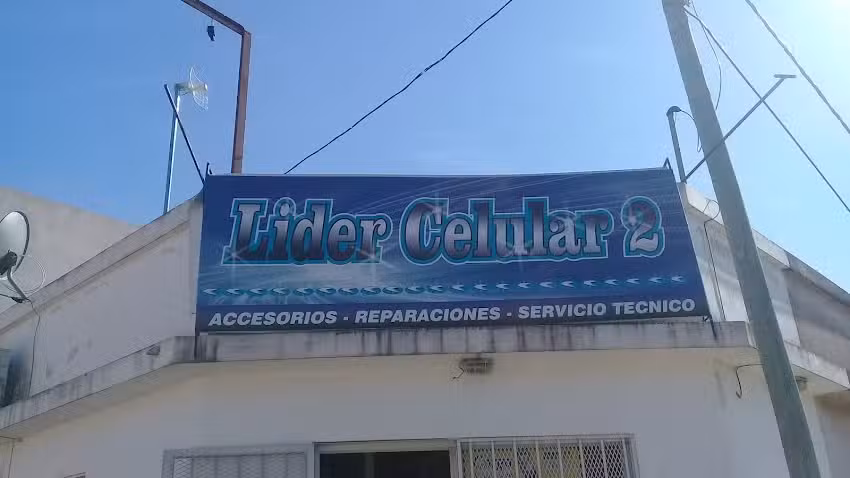 Lider Celular 2
ACCESORIOS - REPARACIONES - SERVICIO TECNICO